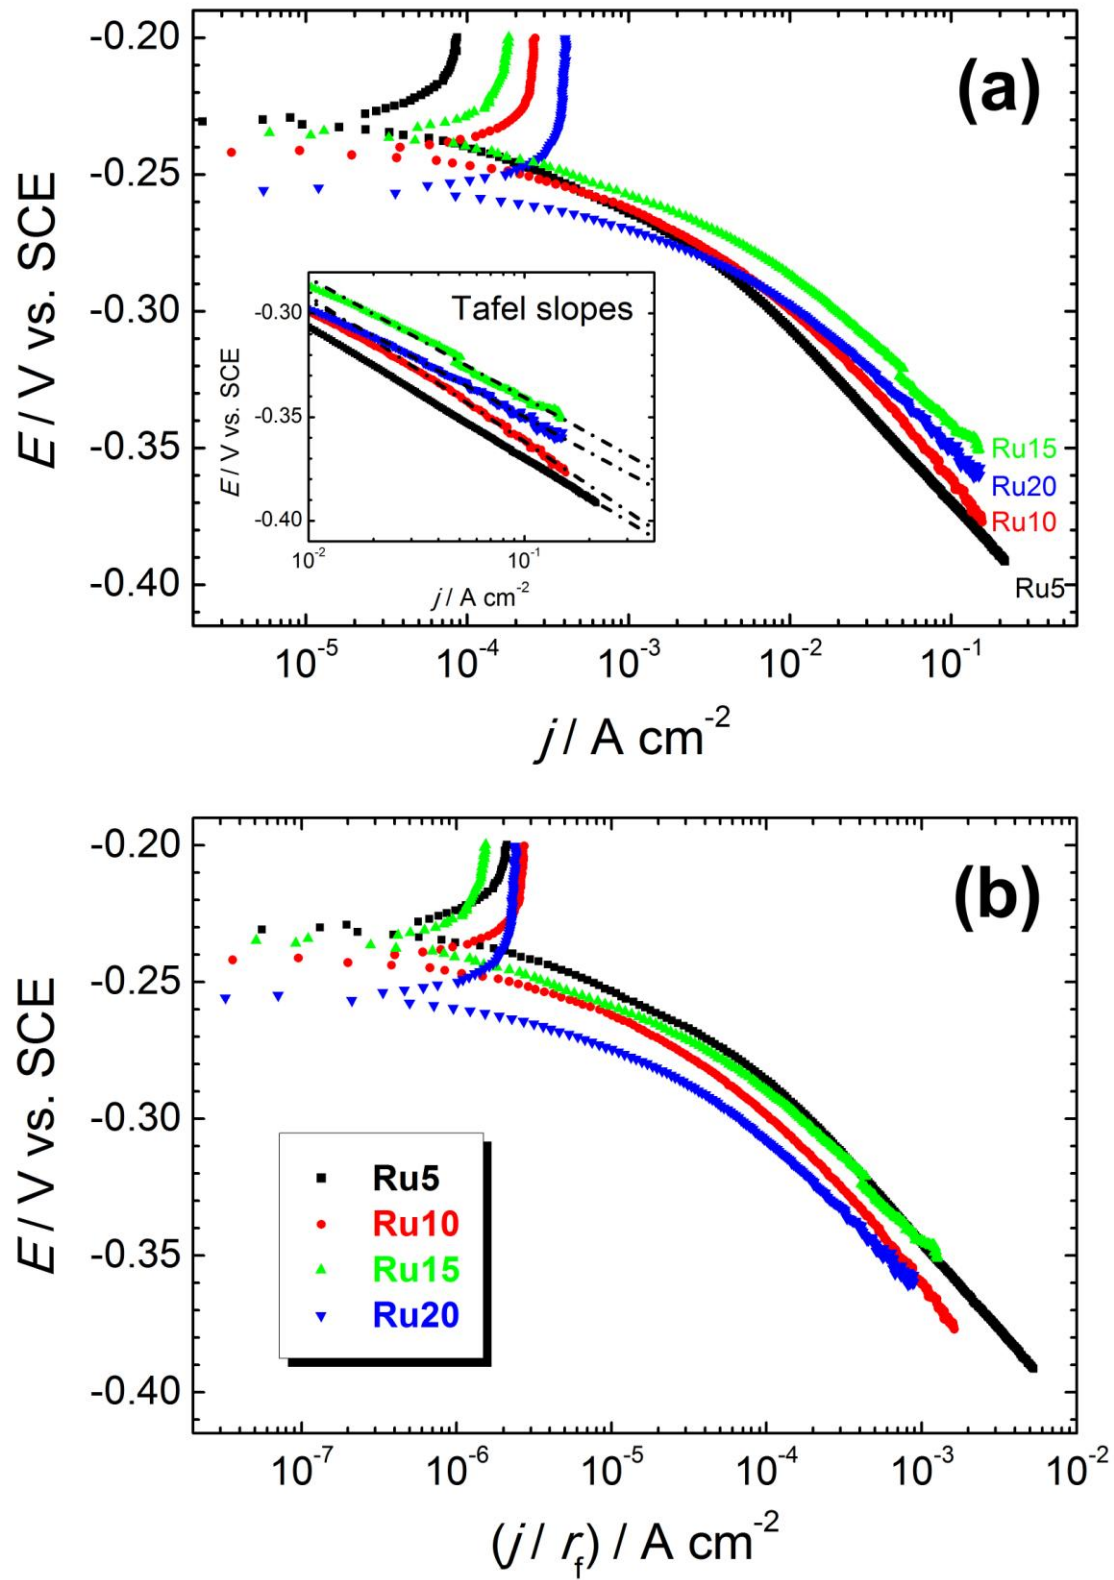 (a)
-0.20
-0.25
-0.30
-0.35
-0.40
E / V vs. SCE
Tafel slopes
-0.30
-0.35
-0.40
E / V vs. SCE
10-2 10-1
j / A cm-2
Ru15
Ru20
Ru10
Ru5
10-5 10-4 10-3 10-2 10-1
j / A cm-2
(b)
-0.20
-0.25
-0.30
-0.35
-0.40
E / V vs. SCE
Ru5
Ru10
Ru15
Ru20
10-7 10-6 10-5 10-4 10-3 10-2
(j / rf) / A cm-2